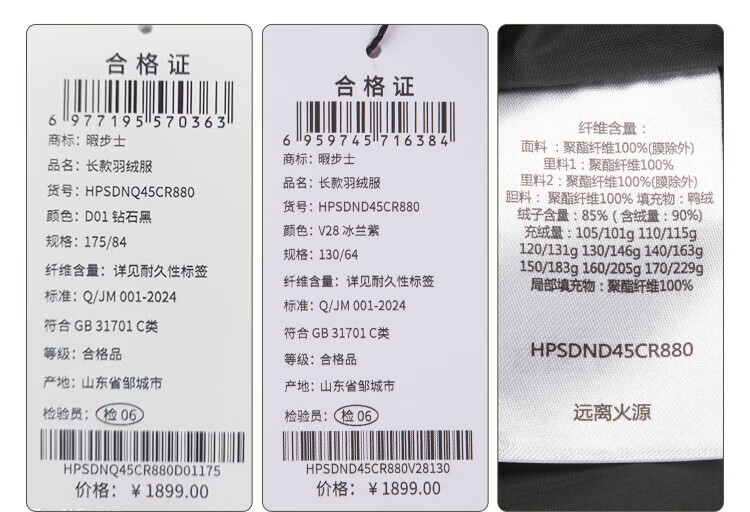 合格证
6 977195 570363
商标：暇步士
品名：长款羽绒服
货号：HPSDNQ45CR880
颜色：D01 钻石黑
规格：175/84
纤维含量：详见耐久性标签
标准：Q/JM 001-2024
符合 GB 31701 C类
等级：合格品
产地：山东省邹城市
检验员：检 06
HPSDNQ45CR880D01175
价格：￥1899.00
合格证
6 959745 716384
商标：暇步士
品名：长款羽绒服
货号：HPSDND45CR880
颜色：V28 冰兰紫
规格：130/64
纤维含量：详见耐久性标签
标准：Q/JM 001-2024
符合 GB 31701 C类
等级：合格品
产地：山东省邹城市
检验员：检 06
HPSDND45CR880V28130
价格：￥1899.00
纤维含量：
面料：聚酯纤维100%(膜除外)
里料1：聚酯纤维100%
里料2：聚酯纤维100%(膜除外)
胆料：聚酯纤维100% 填充物：鸭绒
绒子含量：85%（含绒量：90%）
充绒量：105/101g 110/115g
120/131g 130/146g 140/163g
150/183g 160/205g 170/229g
局部填充物：聚酯纤维100%
HPSDND45CR880
远离火源